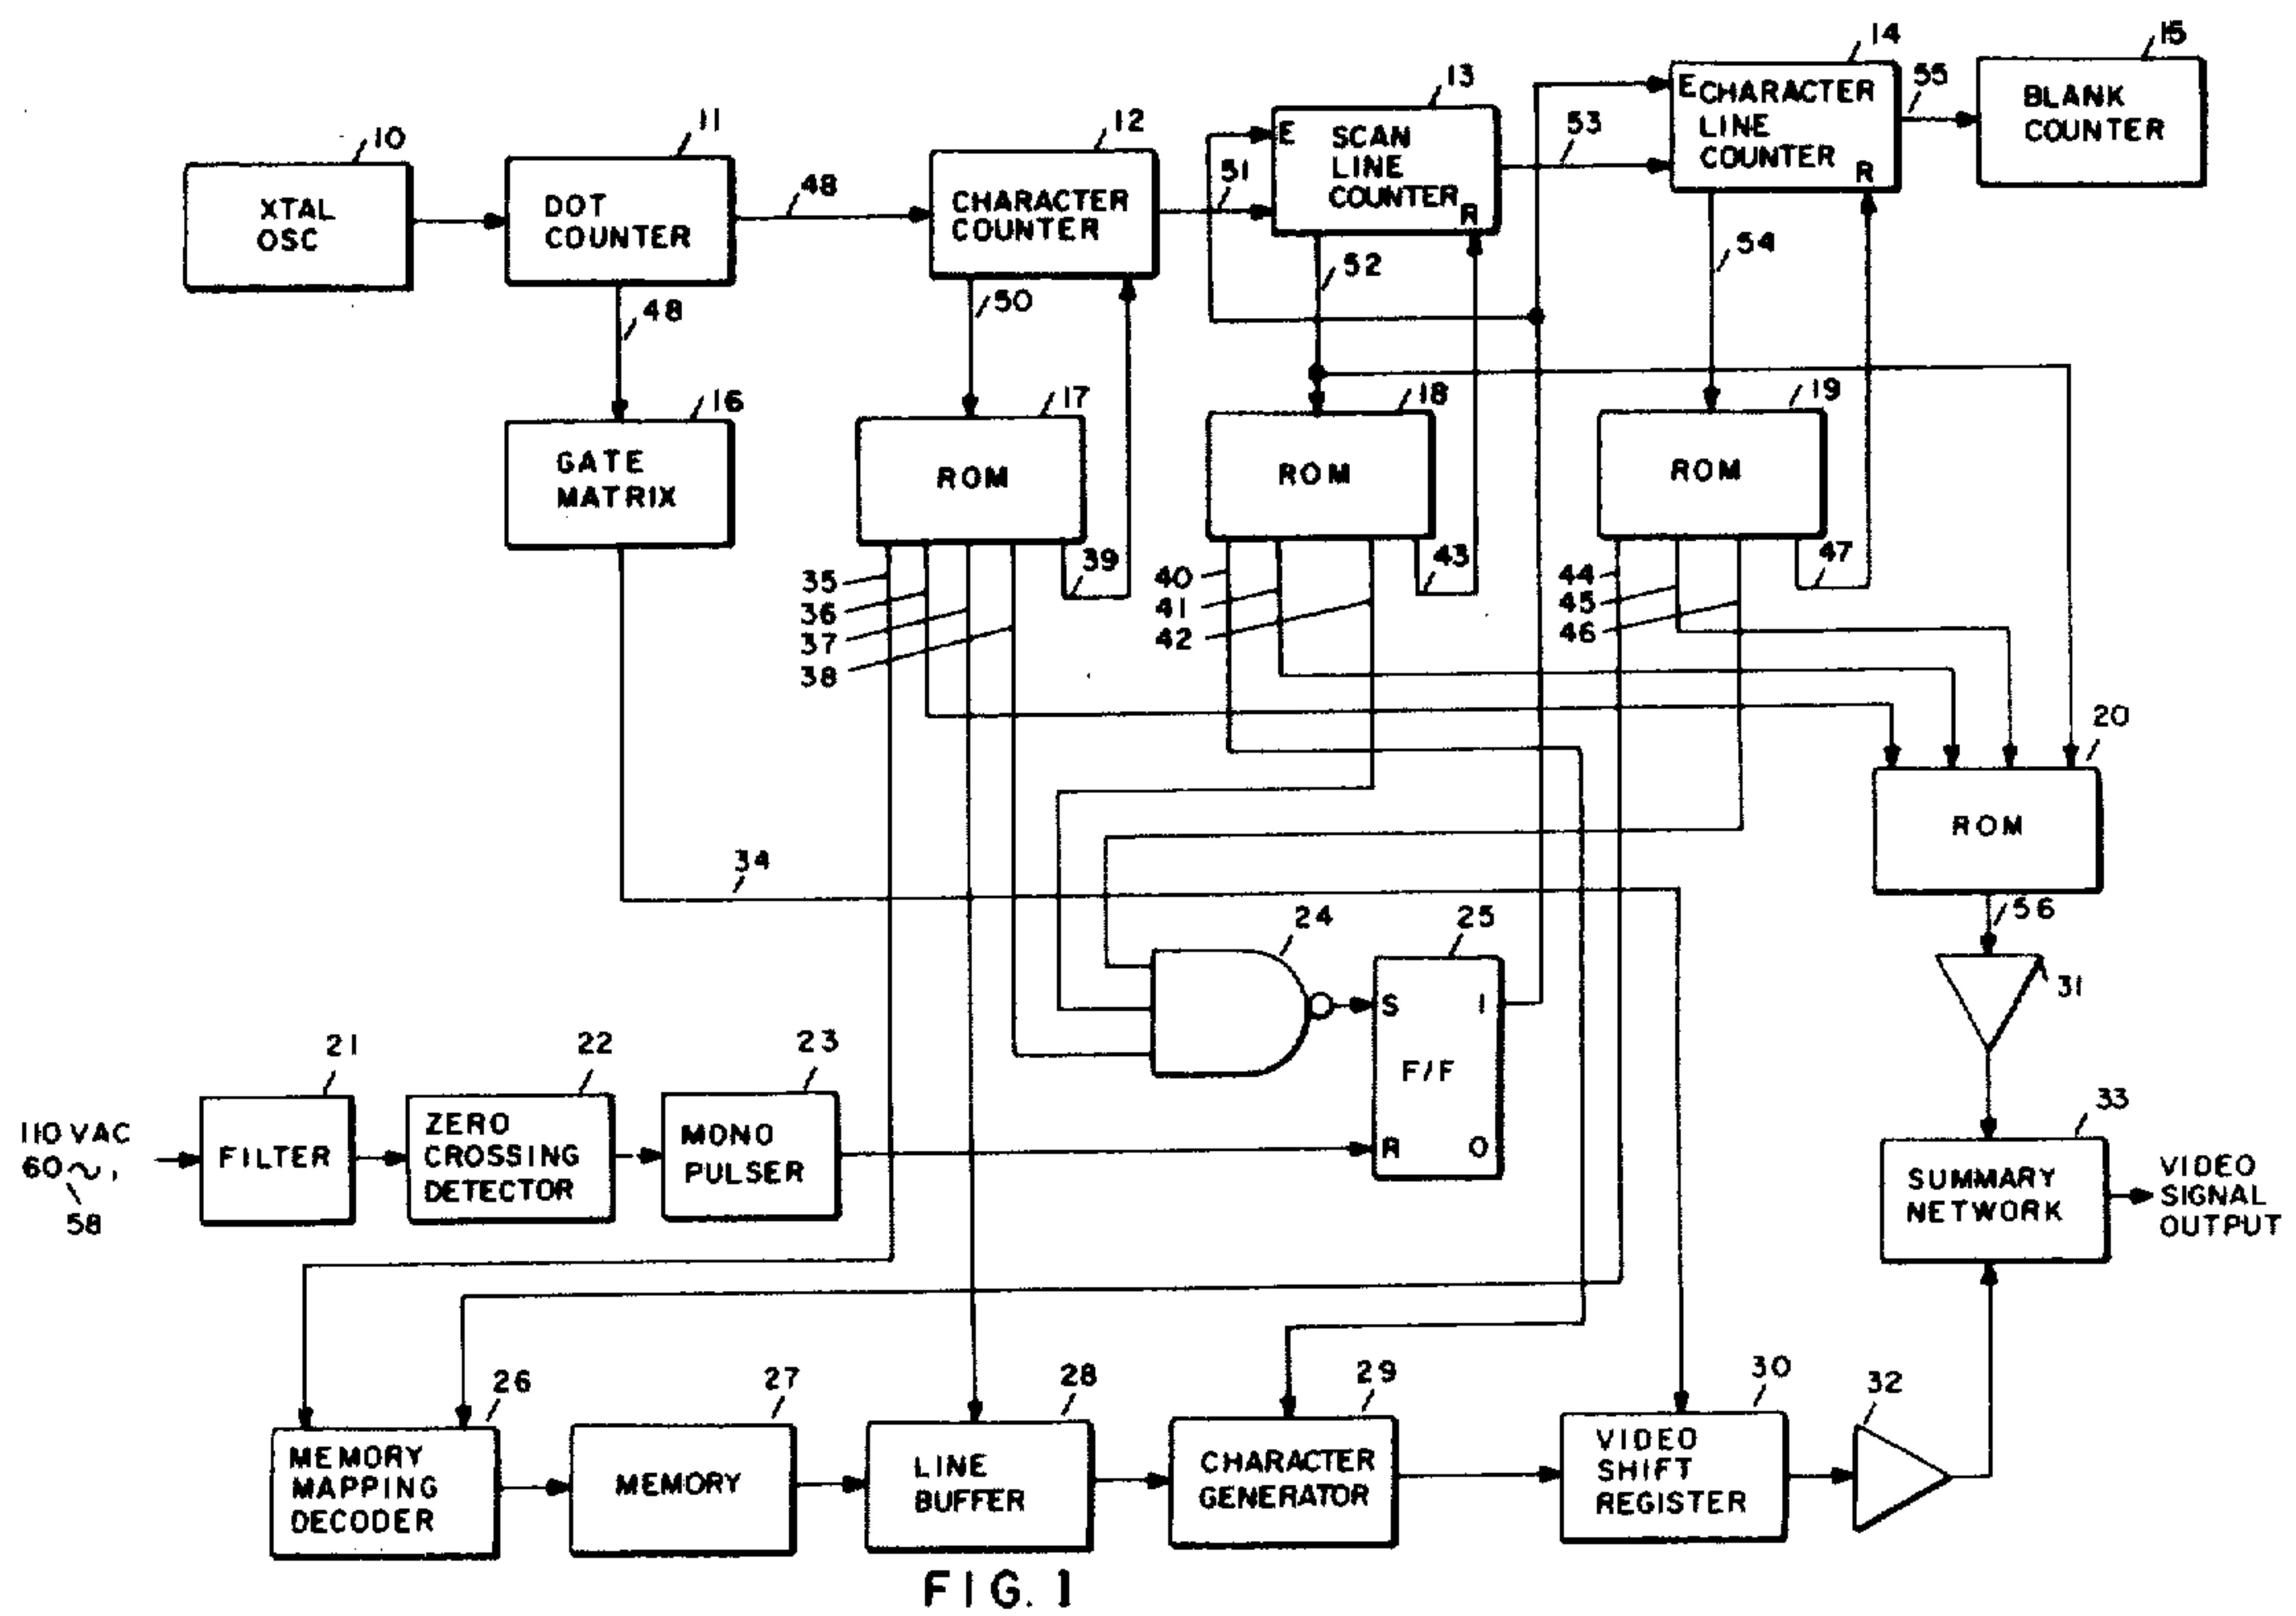 10
XTAL
OSC
11
DOT
COUNTER
48
48
12
CHARACTER
COUNTER
50
51
13
E
SCAN
LINE
COUNTER
R
52
53
14
E CHARACTER
LINE
COUNTER
R
54
55
15
BLANK
COUNTER
16
GATE
MATRIX
17
ROM
18
ROM
19
ROM
35
36
37
38
39
40
41
42
43
44
45
46
47
20
ROM
34
24
25
S
1
F/F
R
0
56
31
110 VAC
60~
58
21
FILTER
22
ZERO
CROSSING
DETECTOR
23
MONO
PULSER
33
SUMMARY
NETWORK
VIDEO
SIGNAL
OUTPUT
26
MEMORY
MAPPING
DECODER
27
MEMORY
28
LINE
BUFFER
29
CHARACTER
GENERATOR
30
VIDEO
SHIFT
REGISTER
32
FIG. 1